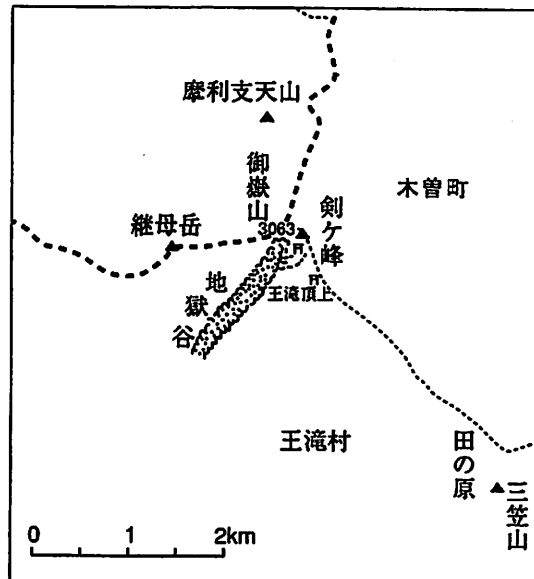 摩利支天山
御嶽山
木曽町
継母岳
3063
剣ケ峰
地獄谷
王滝頂上
王滝村
田の原
三笠山
0 1 2km